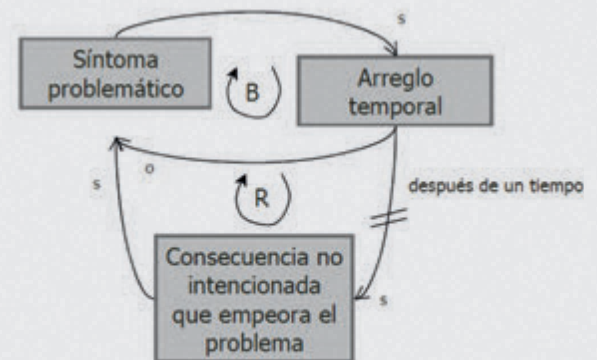 s
Síntoma
problemático
B
Arreglo
temporal
o
s
R
después de un tiempo
Consecuencia no
intencionada
que empeora el
problema
s